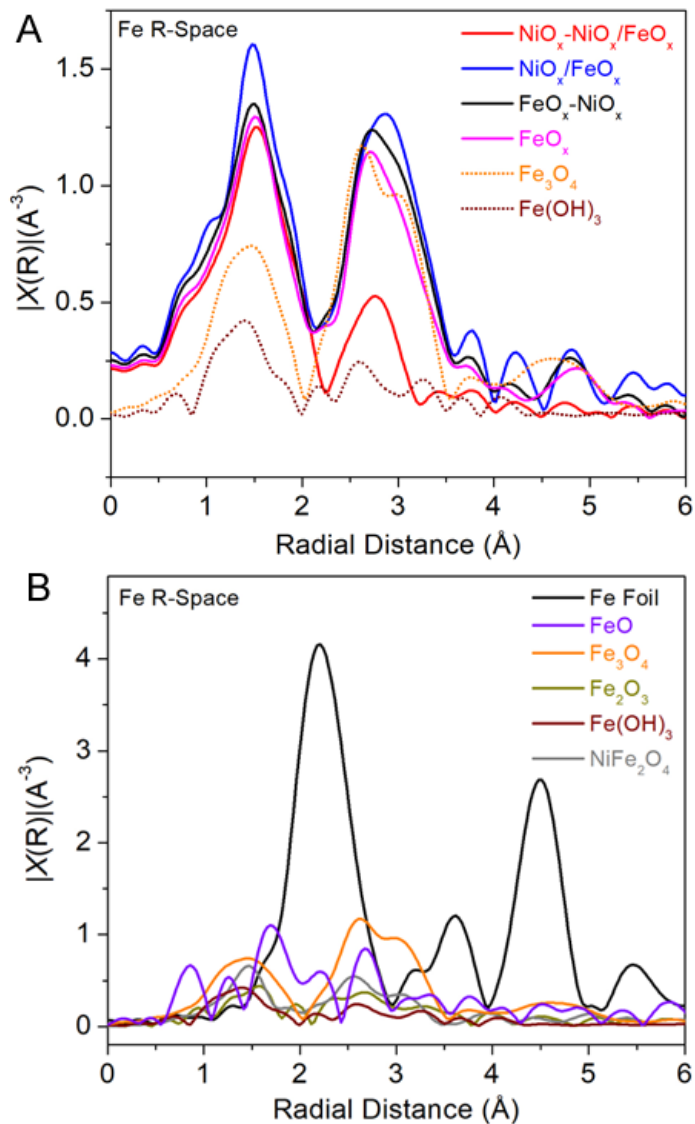 A
Fe R-Space
NiOₓ-NiOₓ/FeOₓ
NiOₓ/FeOₓ
FeOₓ-NiOₓ
FeOₓ
Fe₃O₄
Fe(OH)₃
|X(R)|(A⁻³)
1.5
1.0
0.5
0.0
0 1 2 3 4 5 6
Radial Distance (Å)
B
Fe R-Space
Fe Foil
FeO
Fe₃O₄
Fe₂O₃
Fe(OH)₃
NiFe₂O₄
|X(R)|(A⁻³)
4
3
2
1
0
0 1 2 3 4 5 6
Radial Distance (Å)